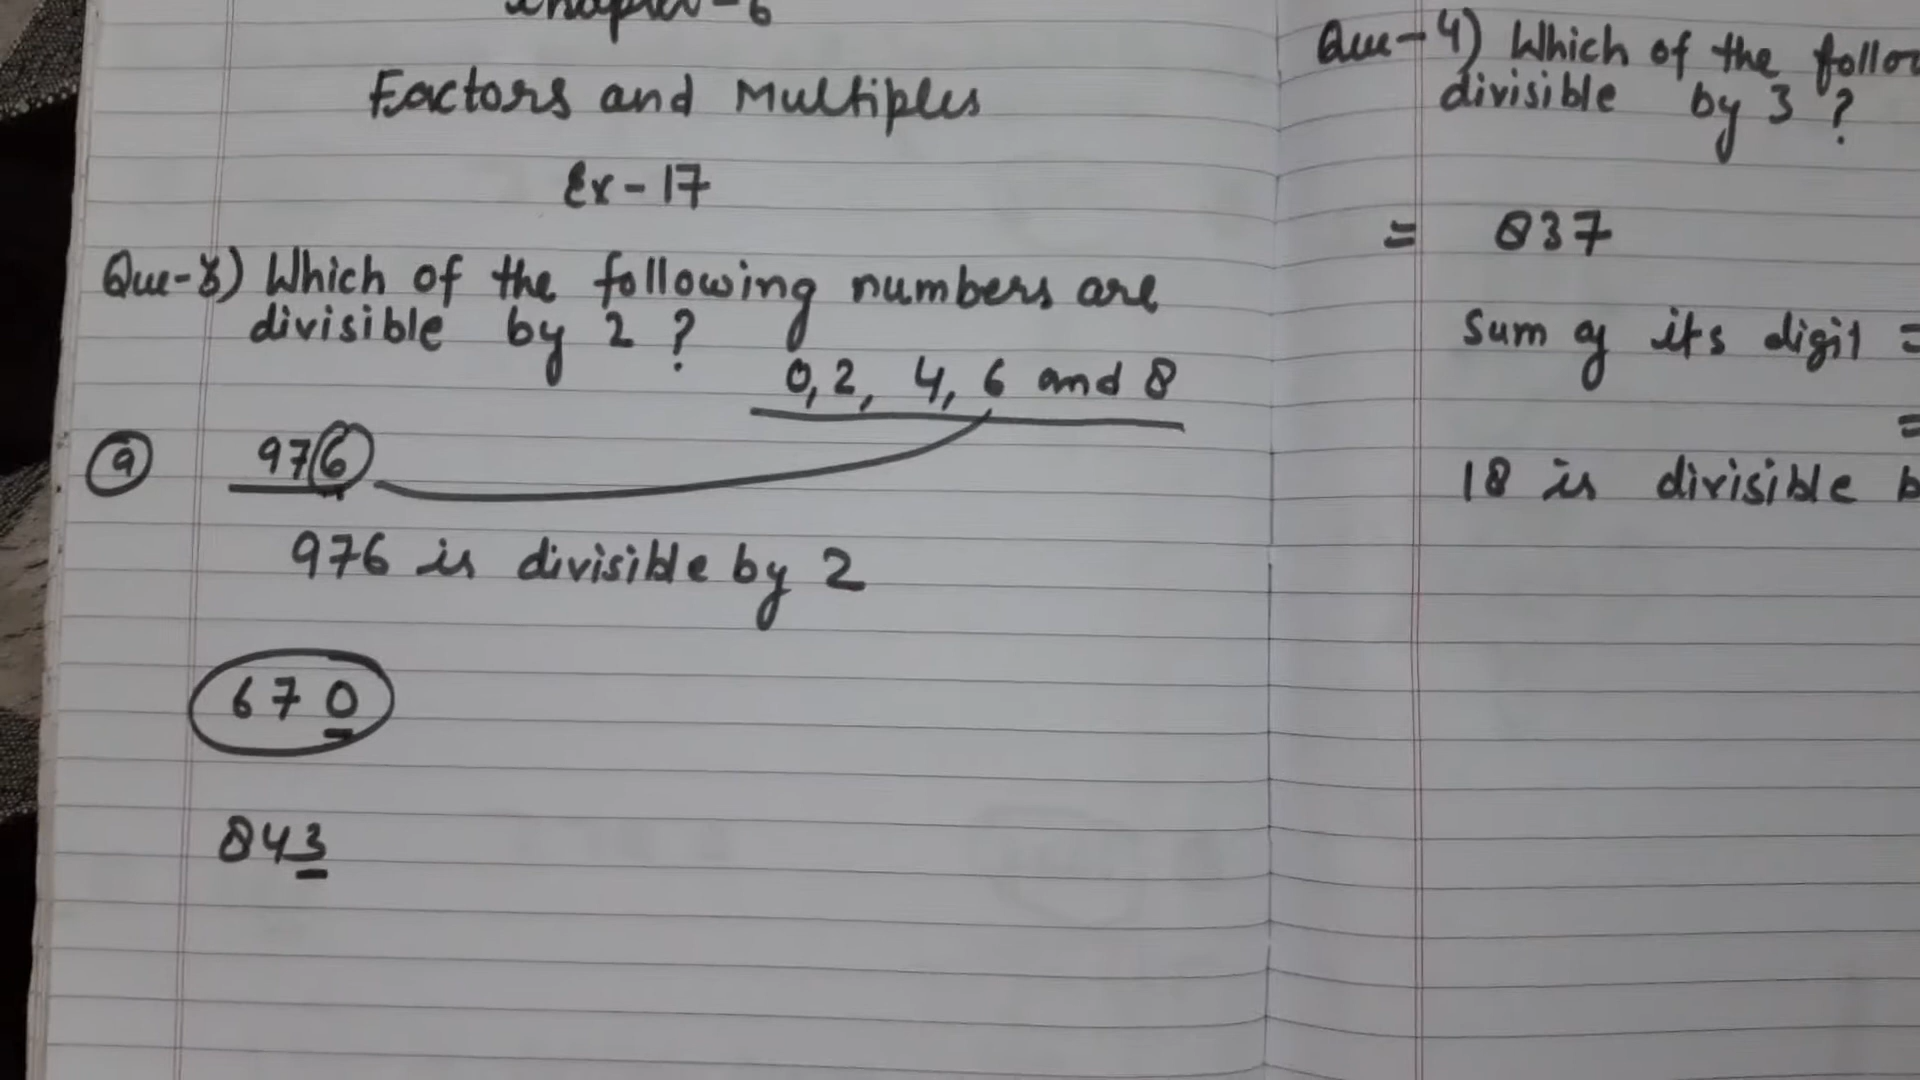 Chapter-6
Factors and Multiples
Ex-17
Que-3) Which of the following numbers are
divisible by 2 ?
0,2, 4, 6 and 8
a 976
976 is divisible by 2
670
843
Que-4) Which of the
divisible by 3 ?
= 837
Sum of its digit =
=
18 is divisible